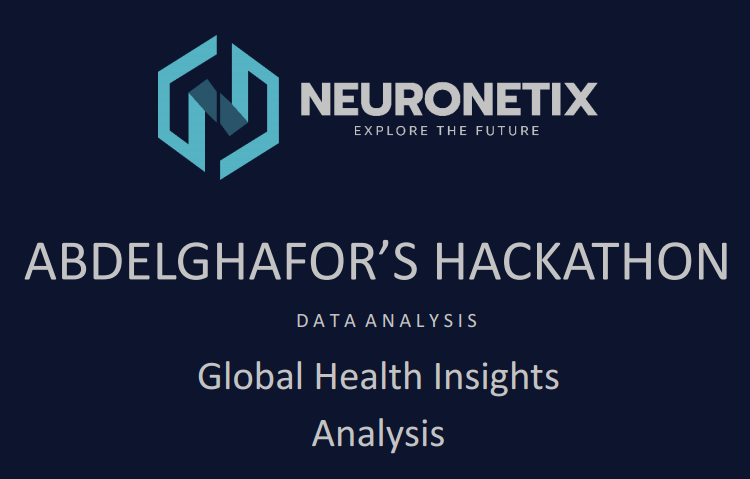 NEURONETIX
EXPLORE THE FUTURE
ABDELGHAFOR’S HACKATHON
DATA ANALYSIS
Global Health Insights
Analysis